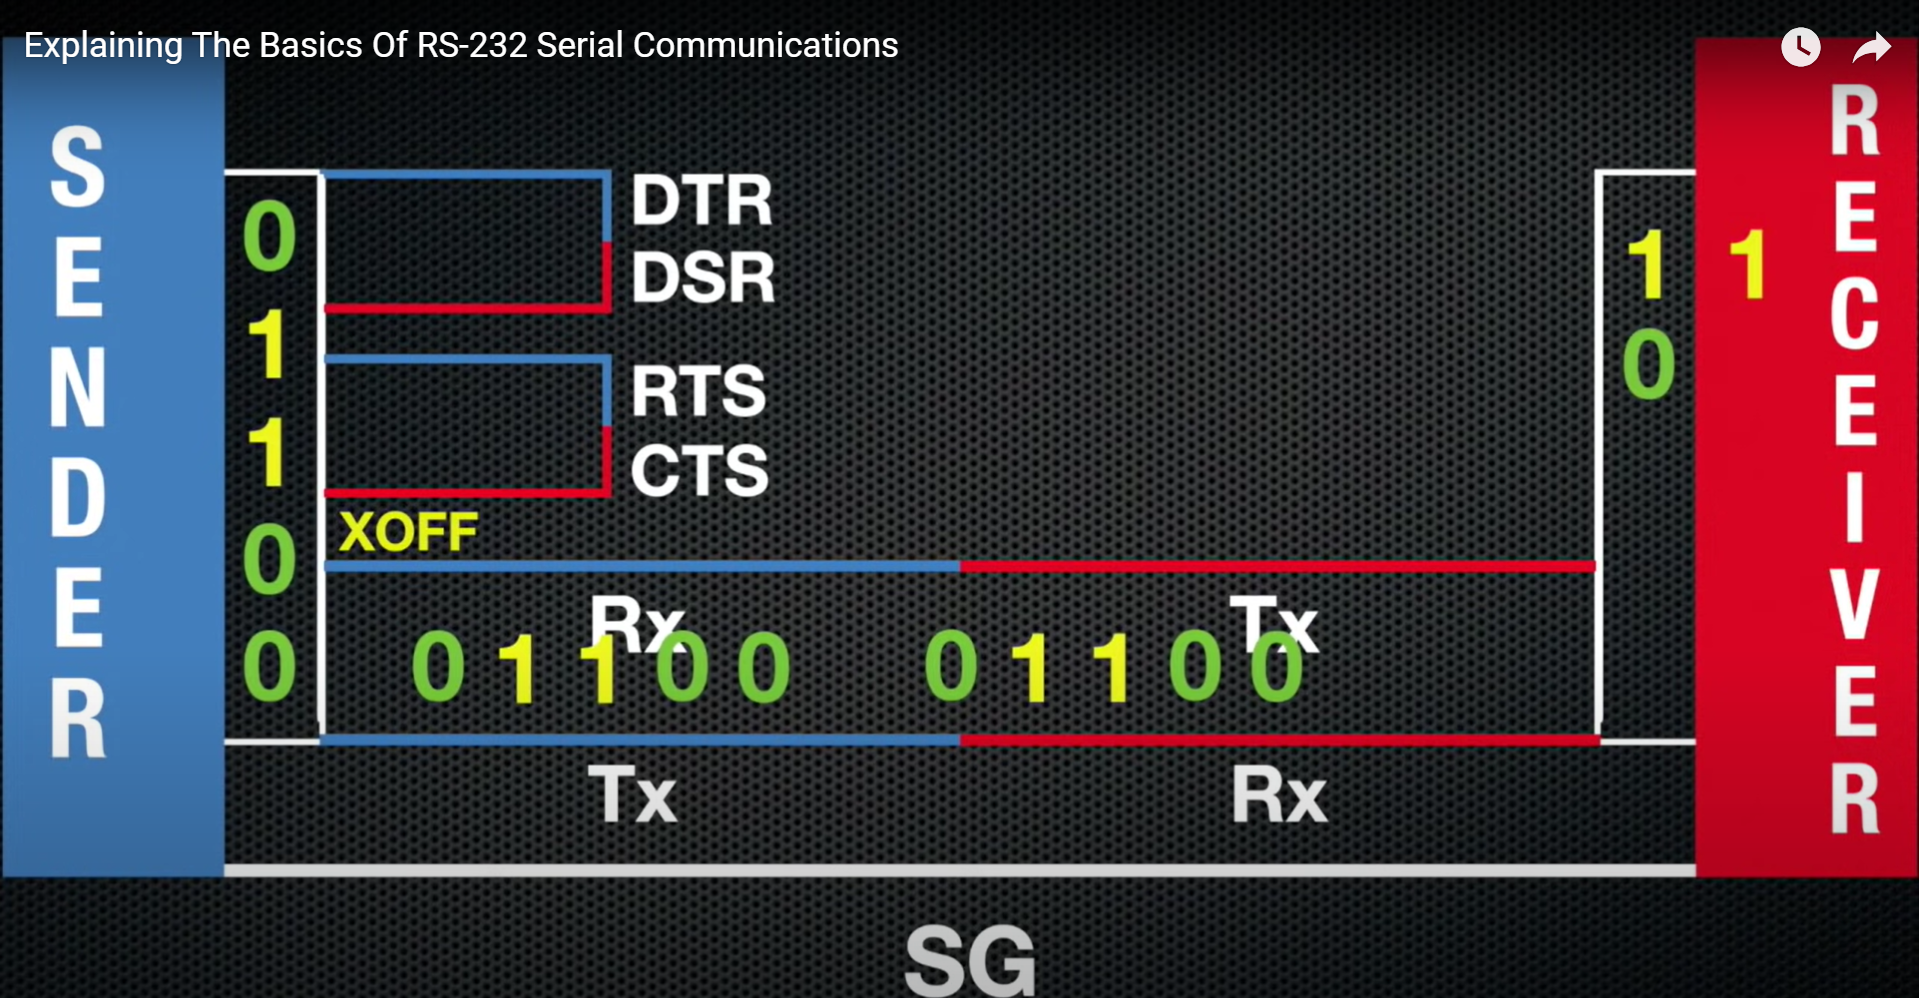 Explaining The Basics Of RS-232 Serial Communications
SENDER
0
1
1
0
0
DTR
DSR
RTS
CTS
XOFF
Rx
Tx
0 1 1 0 0 0 1 1 0 0
Tx
Rx
SG
1 1
0
RECEIVER